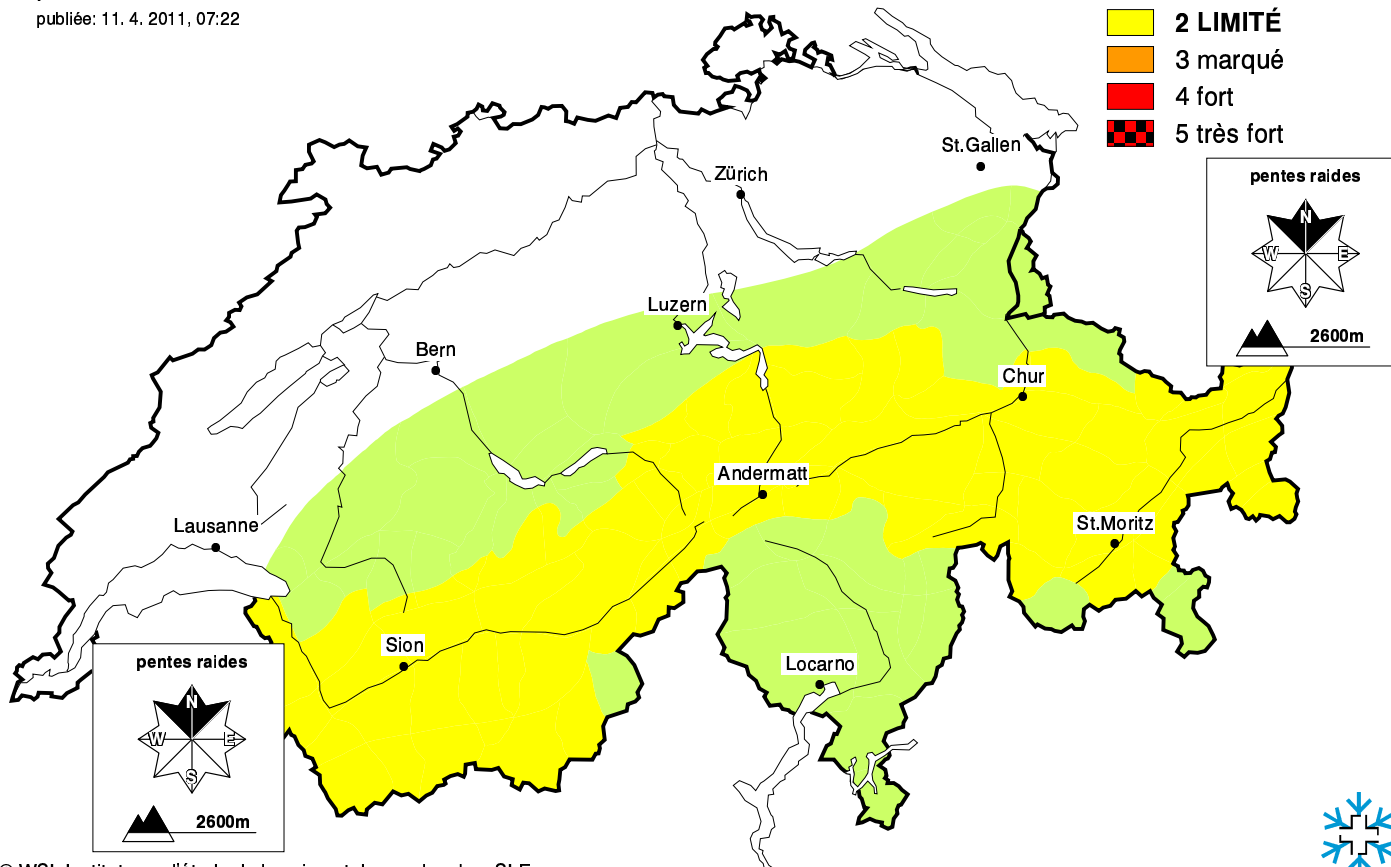 publiée: 11. 4. 2011, 07:22
2 LIMITÉ
3 marqué
4 fort
5 très fort
St.Gallen
Zürich
pentes raides
N
W
E
S
2600m
Luzern
Bern
Chur
Andermatt
Lausanne
St.Moritz
Sion
Locarno
pentes raides
N
W
E
S
2600m